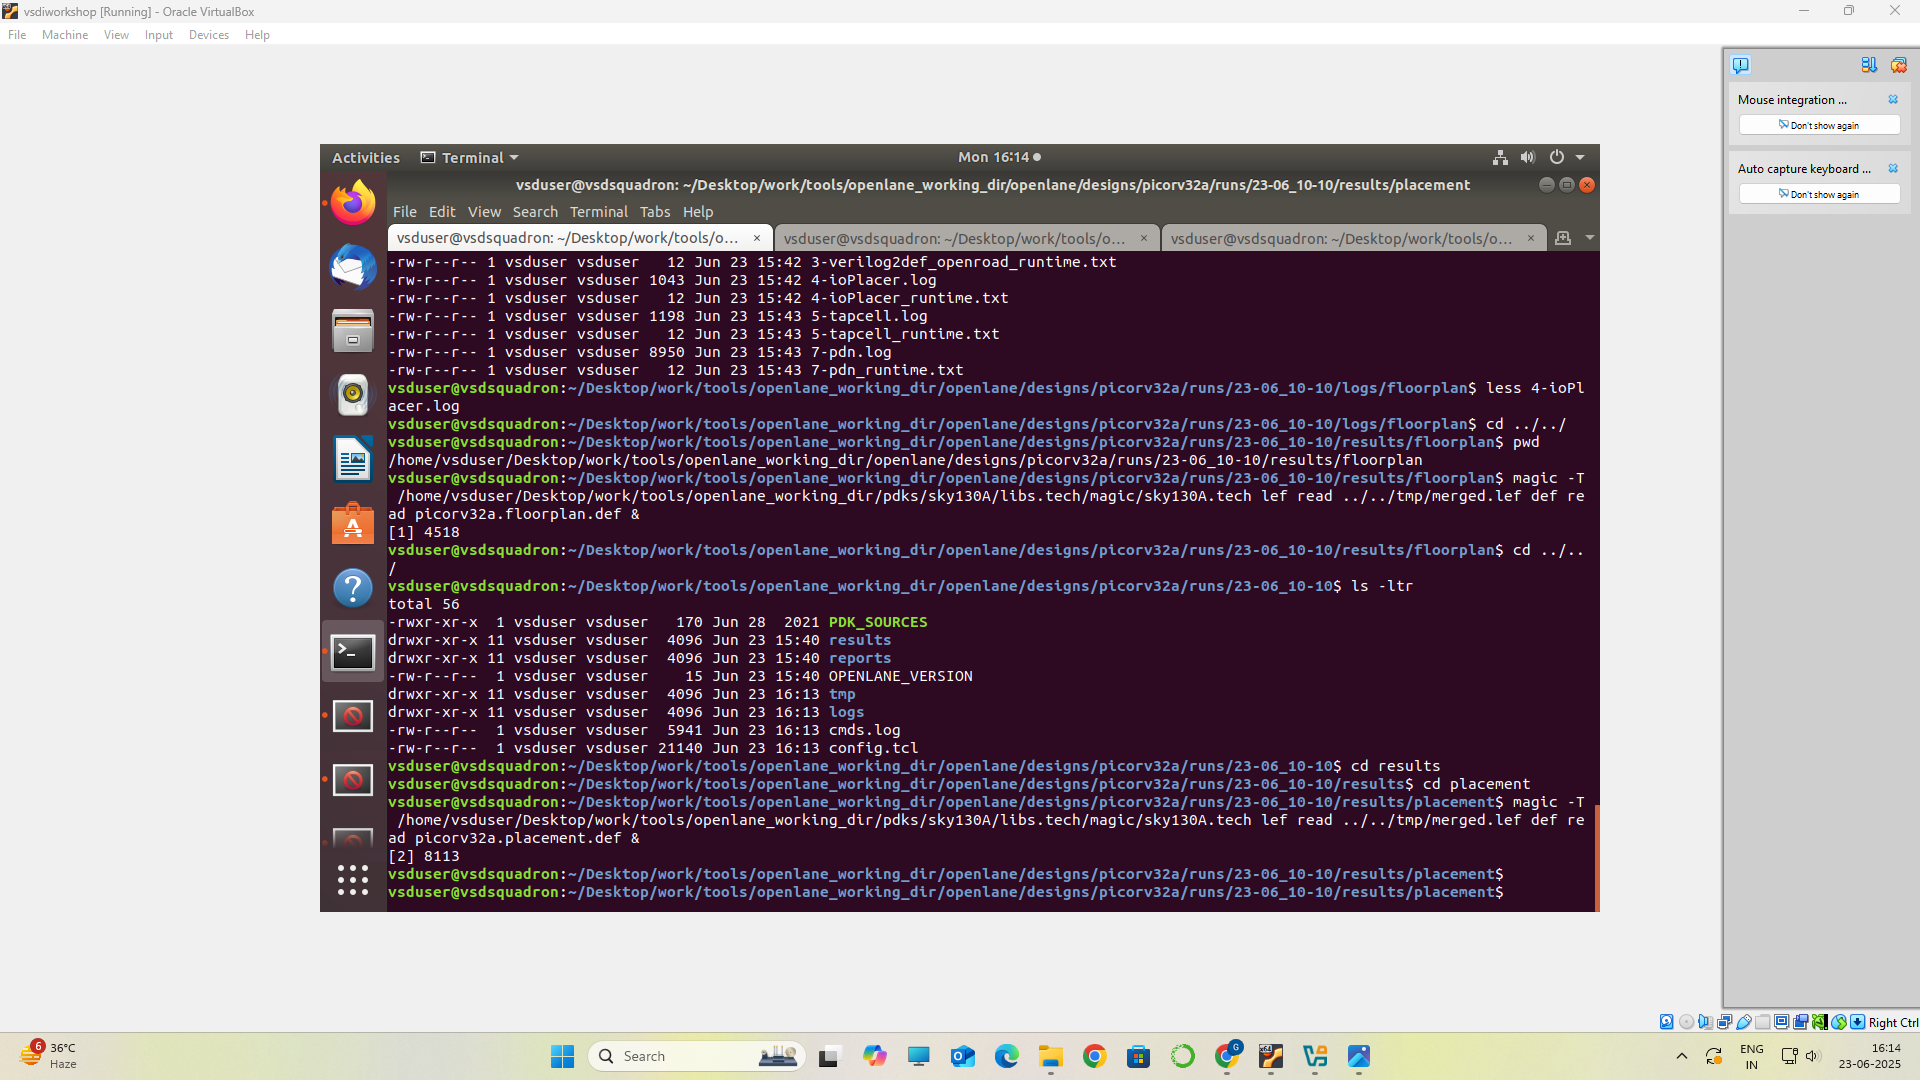 vsdiworkshop [Running] - Oracle VirtualBox
File Machine View Input Devices Help
Mouse integration ...
Don't show again
Auto capture keyboard ...
Don't show again
Activities Terminal Mon 16:14
vsduser@vsdsquadron: ~/Desktop/work/tools/openlane_working_dir/openlane/designs/picorv32a/runs/23-06_10-10/results/placement
File Edit View Search Terminal Tabs Help
vsduser@vsdsquadron: ~/Desktop/work/tools/o... × vsduser@vsdsquadron: ~/Desktop/work/tools/o... × vsduser@vsdsquadron: ~/Desktop/work/tools/o... ×
-rw-r--r-- 1 vsduser vsduser   12 Jun 23 15:42 3-verilog2def_openroad_runtime.txt
-rw-r--r-- 1 vsduser vsduser 1043 Jun 23 15:42 4-ioPlacer.log
-rw-r--r-- 1 vsduser vsduser   12 Jun 23 15:42 4-ioPlacer_runtime.txt
-rw-r--r-- 1 vsduser vsduser 1198 Jun 23 15:43 5-tapcell.log
-rw-r--r-- 1 vsduser vsduser   12 Jun 23 15:43 5-tapcell_runtime.txt
-rw-r--r-- 1 vsduser vsduser 8950 Jun 23 15:43 7-pdn.log
-rw-r--r-- 1 vsduser vsduser   12 Jun 23 15:43 7-pdn_runtime.txt
vsduser@vsdsquadron:~/Desktop/work/tools/openlane_working_dir/openlane/designs/picorv32a/runs/23-06_10-10/logs/floorplan$ less 4-ioPl
acer.log
vsduser@vsdsquadron:~/Desktop/work/tools/openlane_working_dir/openlane/designs/picorv32a/runs/23-06_10-10/logs/floorplan$ cd ../../
vsduser@vsdsquadron:~/Desktop/work/tools/openlane_working_dir/openlane/designs/picorv32a/runs/23-06_10-10/results/floorplan$ pwd
/home/vsduser/Desktop/work/tools/openlane_working_dir/openlane/designs/picorv32a/runs/23-06_10-10/results/floorplan
vsduser@vsdsquadron:~/Desktop/work/tools/openlane_working_dir/openlane/designs/picorv32a/runs/23-06_10-10/results/floorplan$ magic -T
 /home/vsduser/Desktop/work/tools/openlane_working_dir/pdks/sky130A/libs.tech/magic/sky130A.tech lef read ../../tmp/merged.lef def re
ad picorv32a.floorplan.def &
[1] 4518
vsduser@vsdsquadron:~/Desktop/work/tools/openlane_working_dir/openlane/designs/picorv32a/runs/23-06_10-10/results/floorplan$ cd ../..
/
vsduser@vsdsquadron:~/Desktop/work/tools/openlane_working_dir/openlane/designs/picorv32a/runs/23-06_10-10$ ls -ltr
total 56
-rwxr-xr-x  1 vsduser vsduser   170 Jun 28  2021 PDK_SOURCES
drwxr-xr-x 11 vsduser vsduser  4096 Jun 23 15:40 results
drwxr-xr-x 11 vsduser vsduser  4096 Jun 23 15:40 reports
-rw-r--r--  1 vsduser vsduser    15 Jun 23 15:40 OPENLANE_VERSION
drwxr-xr-x 11 vsduser vsduser  4096 Jun 23 16:13 tmp
drwxr-xr-x 11 vsduser vsduser  4096 Jun 23 16:13 logs
-rw-r--r--  1 vsduser vsduser  5941 Jun 23 16:13 cmds.log
-rw-r--r--  1 vsduser vsduser 21140 Jun 23 16:13 config.tcl
vsduser@vsdsquadron:~/Desktop/work/tools/openlane_working_dir/openlane/designs/picorv32a/runs/23-06_10-10$ cd results
vsduser@vsdsquadron:~/Desktop/work/tools/openlane_working_dir/openlane/designs/picorv32a/runs/23-06_10-10/results$ cd placement
vsduser@vsdsquadron:~/Desktop/work/tools/openlane_working_dir/openlane/designs/picorv32a/runs/23-06_10-10/results/placement$ magic -T
 /home/vsduser/Desktop/work/tools/openlane_working_dir/pdks/sky130A/libs.tech/magic/sky130A.tech lef read ../../tmp/merged.lef def re
ad picorv32a.placement.def &
[2] 8113
vsduser@vsdsquadron:~/Desktop/work/tools/openlane_working_dir/openlane/designs/picorv32a/runs/23-06_10-10/results/placement$
vsduser@vsdsquadron:~/Desktop/work/tools/openlane_working_dir/openlane/designs/picorv32a/runs/23-06_10-10/results/placement$
Right Ctrl
6
36°C
Haze
Search
G
x64
ENG
IN
16:14
23-06-2025